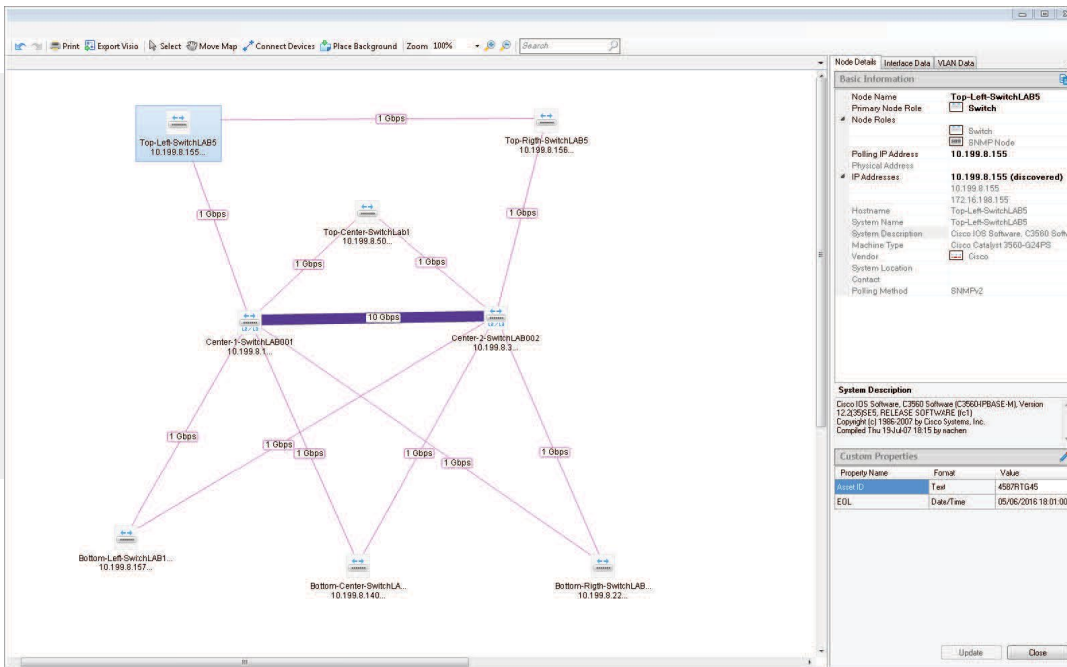 Print Export Visio Select Move Map Connect Devices Place Background Zoom 100% Search
Top-Left-SwitchLAB5
10.199.8.155...
1 Gbps
Top-Rigth-SwitchLAB5
10.199.8.156...
1 Gbps
1 Gbps
Top-Center-SwitchLab1
10.199.8.50...
1 Gbps
1 Gbps
10 Gbps
L2 / L3
L2 / L3
Center-1-SwitchLAB001
10.199.8.1...
Center-2-SwitchLAB002
10.199.8.3...
1 Gbps
1 Gbps
1 Gbps
1 Gbps
1 Gbps
1 Gbps
Bottom-Left-SwitchLAB1...
10.199.8.157...
Bottom-Center-SwitchLA...
10.199.8.140...
Bottom-Rigth-SwitchLAB...
10.199.8.22...
Node Details Interface Data VLAN Data
Basic Information
Node Name Top-Left-SwitchLAB5
Primary Node Role Switch
Node Roles
Switch
SNMP Node
Polling IP Address 10.199.8.155
Physical Address
IP Addresses 10.199.8.155 (discovered)
10.199.8.155
172.16.198.155
Hostname Top-Left-SwitchLAB5
System Name Top-Left-SwitchLAB5
System Description Cisco IOS Software, C3560 Soft
Machine Type Cisco Catalyst 3560-G24PS
Vendor Cisco
System Location
Contact
Polling Method SNMPv2
System Description
Cisco IOS Software, C3560 Software (C3560-IPBASE-M), Version
12.2(35)SE5, RELEASE SOFTWARE (fc1)
Copyright (c) 1986-2007 by Cisco Systems, Inc.
Compiled Thu 19-Jul-07 18:15 by nachen
Custom Properties
Property Name Format Value
Asset ID Text 4587RTG45
EOL Date/Time 05/06/2016 18:01:00
Update Close